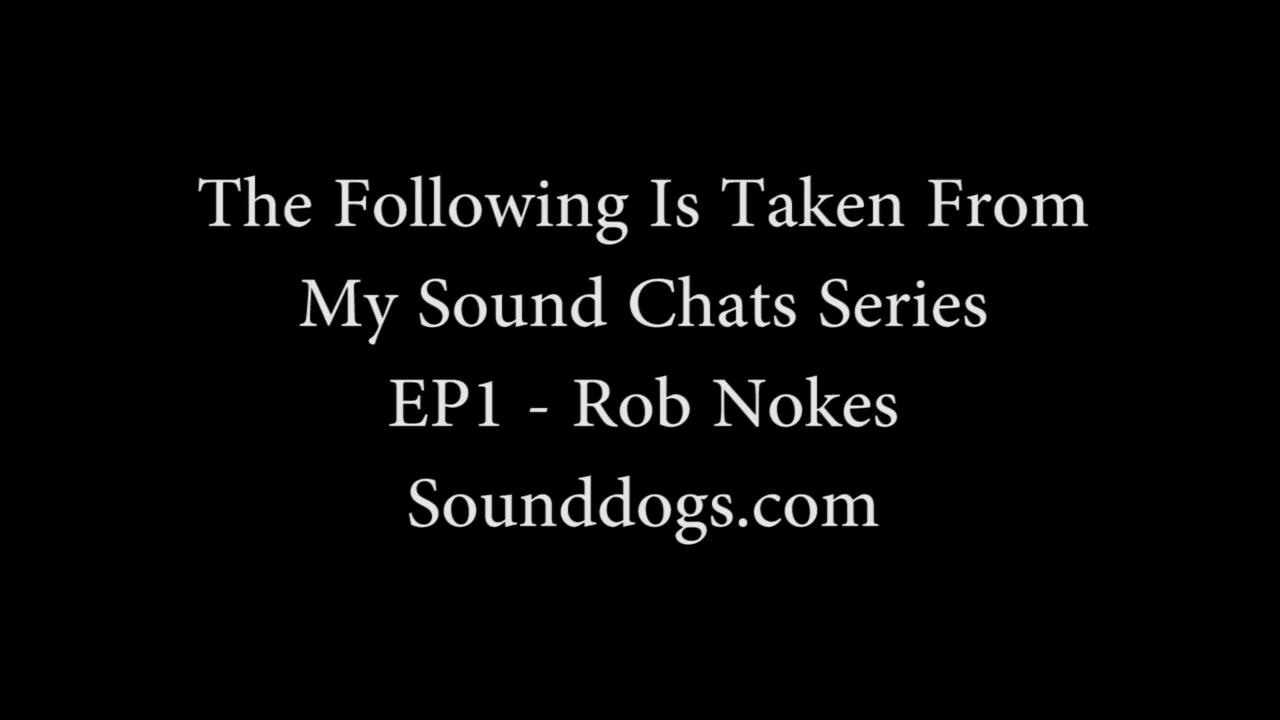 The Following Is Taken From
My Sound Chats Series
EP1 - Rob Nokes
Sounddogs.com